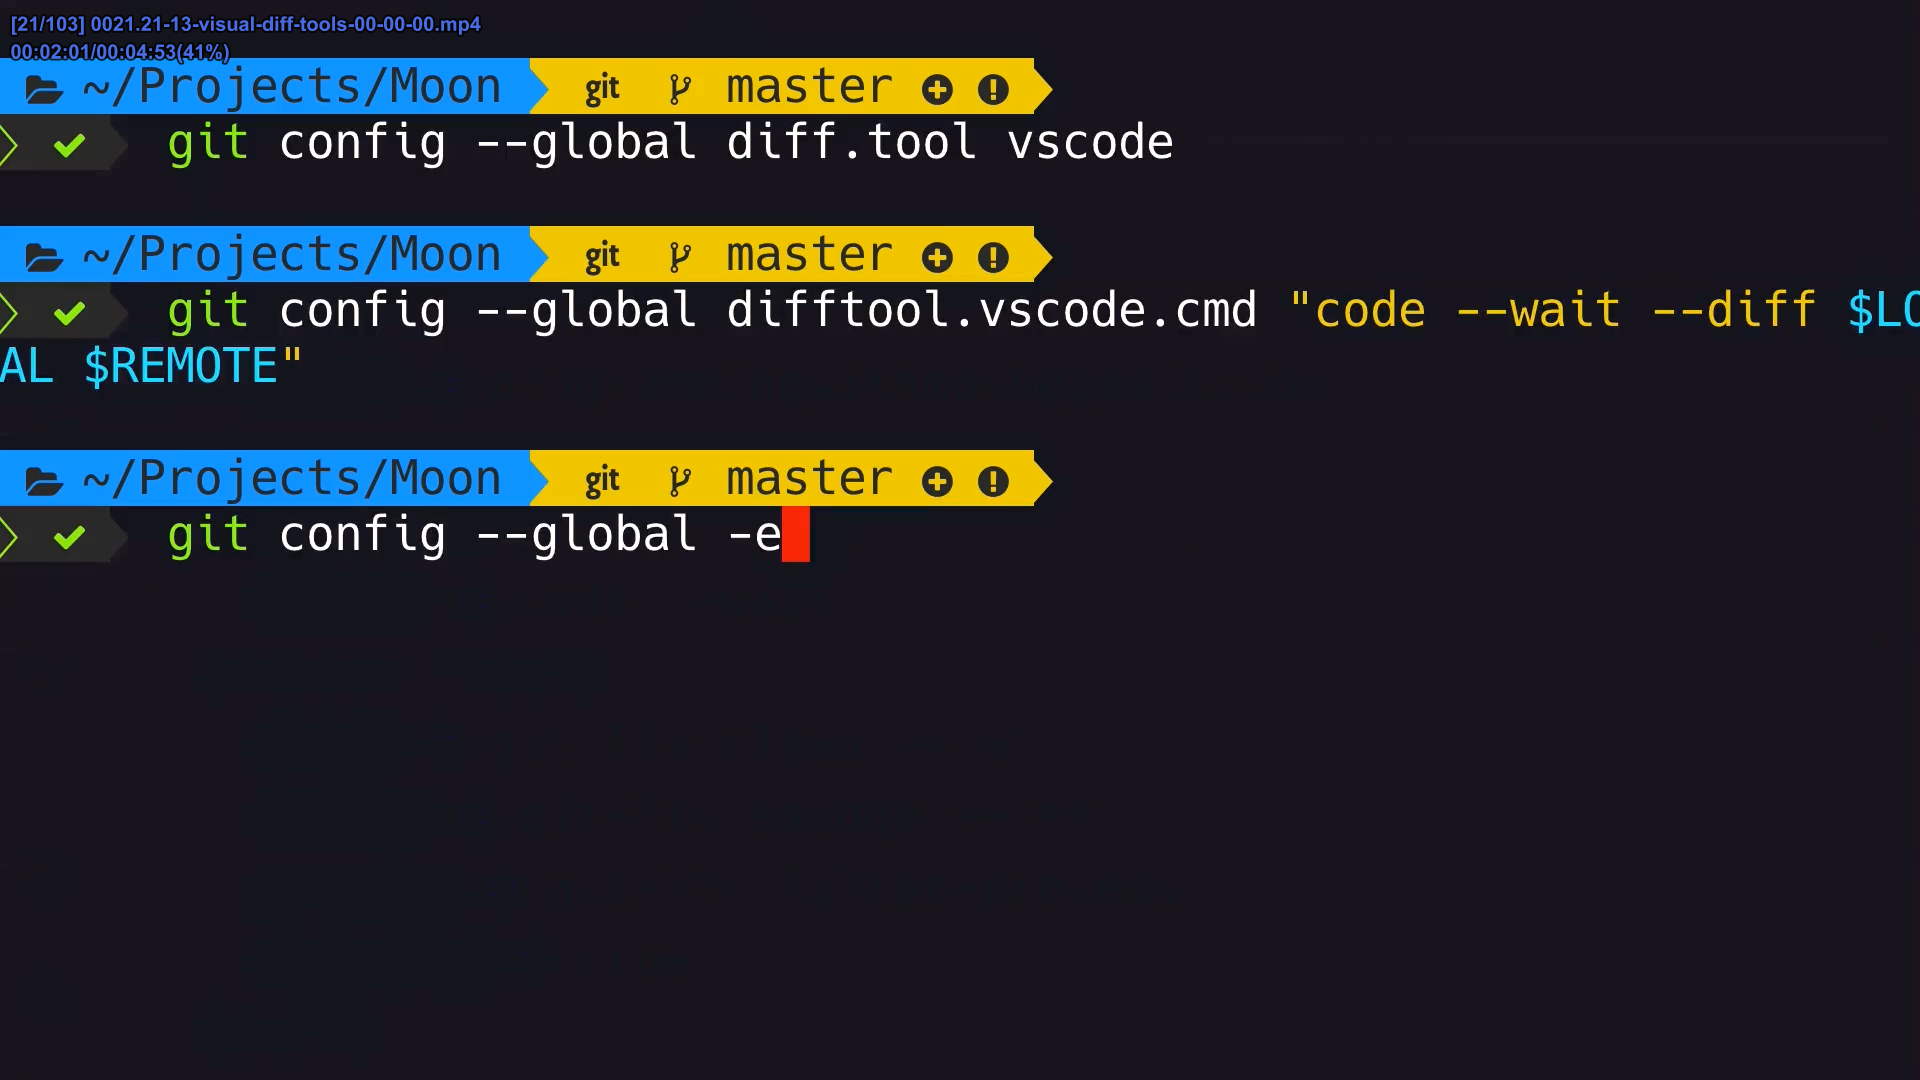 [21/103] 0021.21-13-visual-diff-tools-00-00-00.mp4
00:02:01/00:04:53(41%)
~/Projects/Moon git master
git config --global diff.tool vscode
~/Projects/Moon git master
git config --global difftool.vscode.cmd "code --wait --diff $LO
AL $REMOTE"
~/Projects/Moon git master
git config --global -e